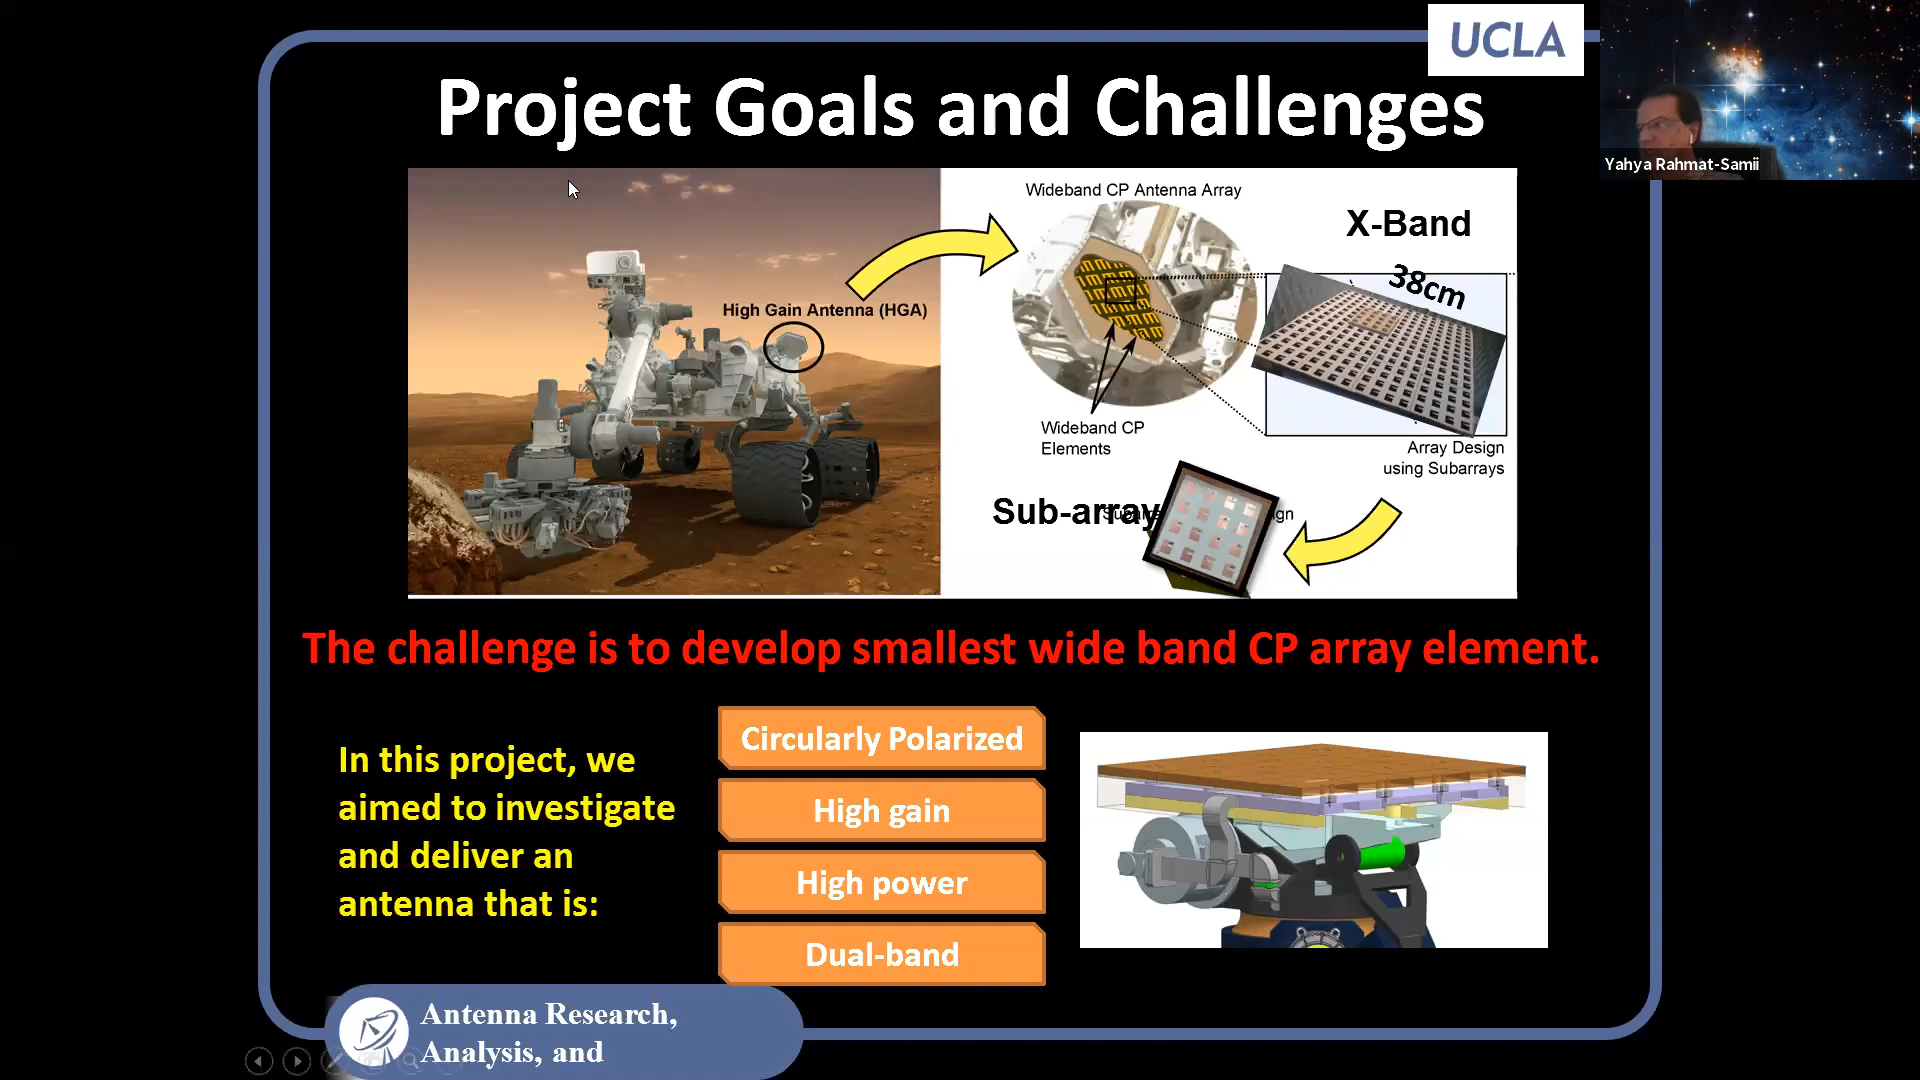 UCLA
Project Goals and Challenges
Yahya Rahmat-Samii
Wideband CP Antenna Array
X-Band
38cm
High Gain Antenna (HGA)
Wideband CP
Elements
Array Design
using Subarrays
Sub-array
The challenge is to develop smallest wide band CP array element.
In this project, we
aimed to investigate
and deliver an
antenna that is:
Circularly Polarized
High gain
High power
Dual-band
Antenna Research,
Analysis, and